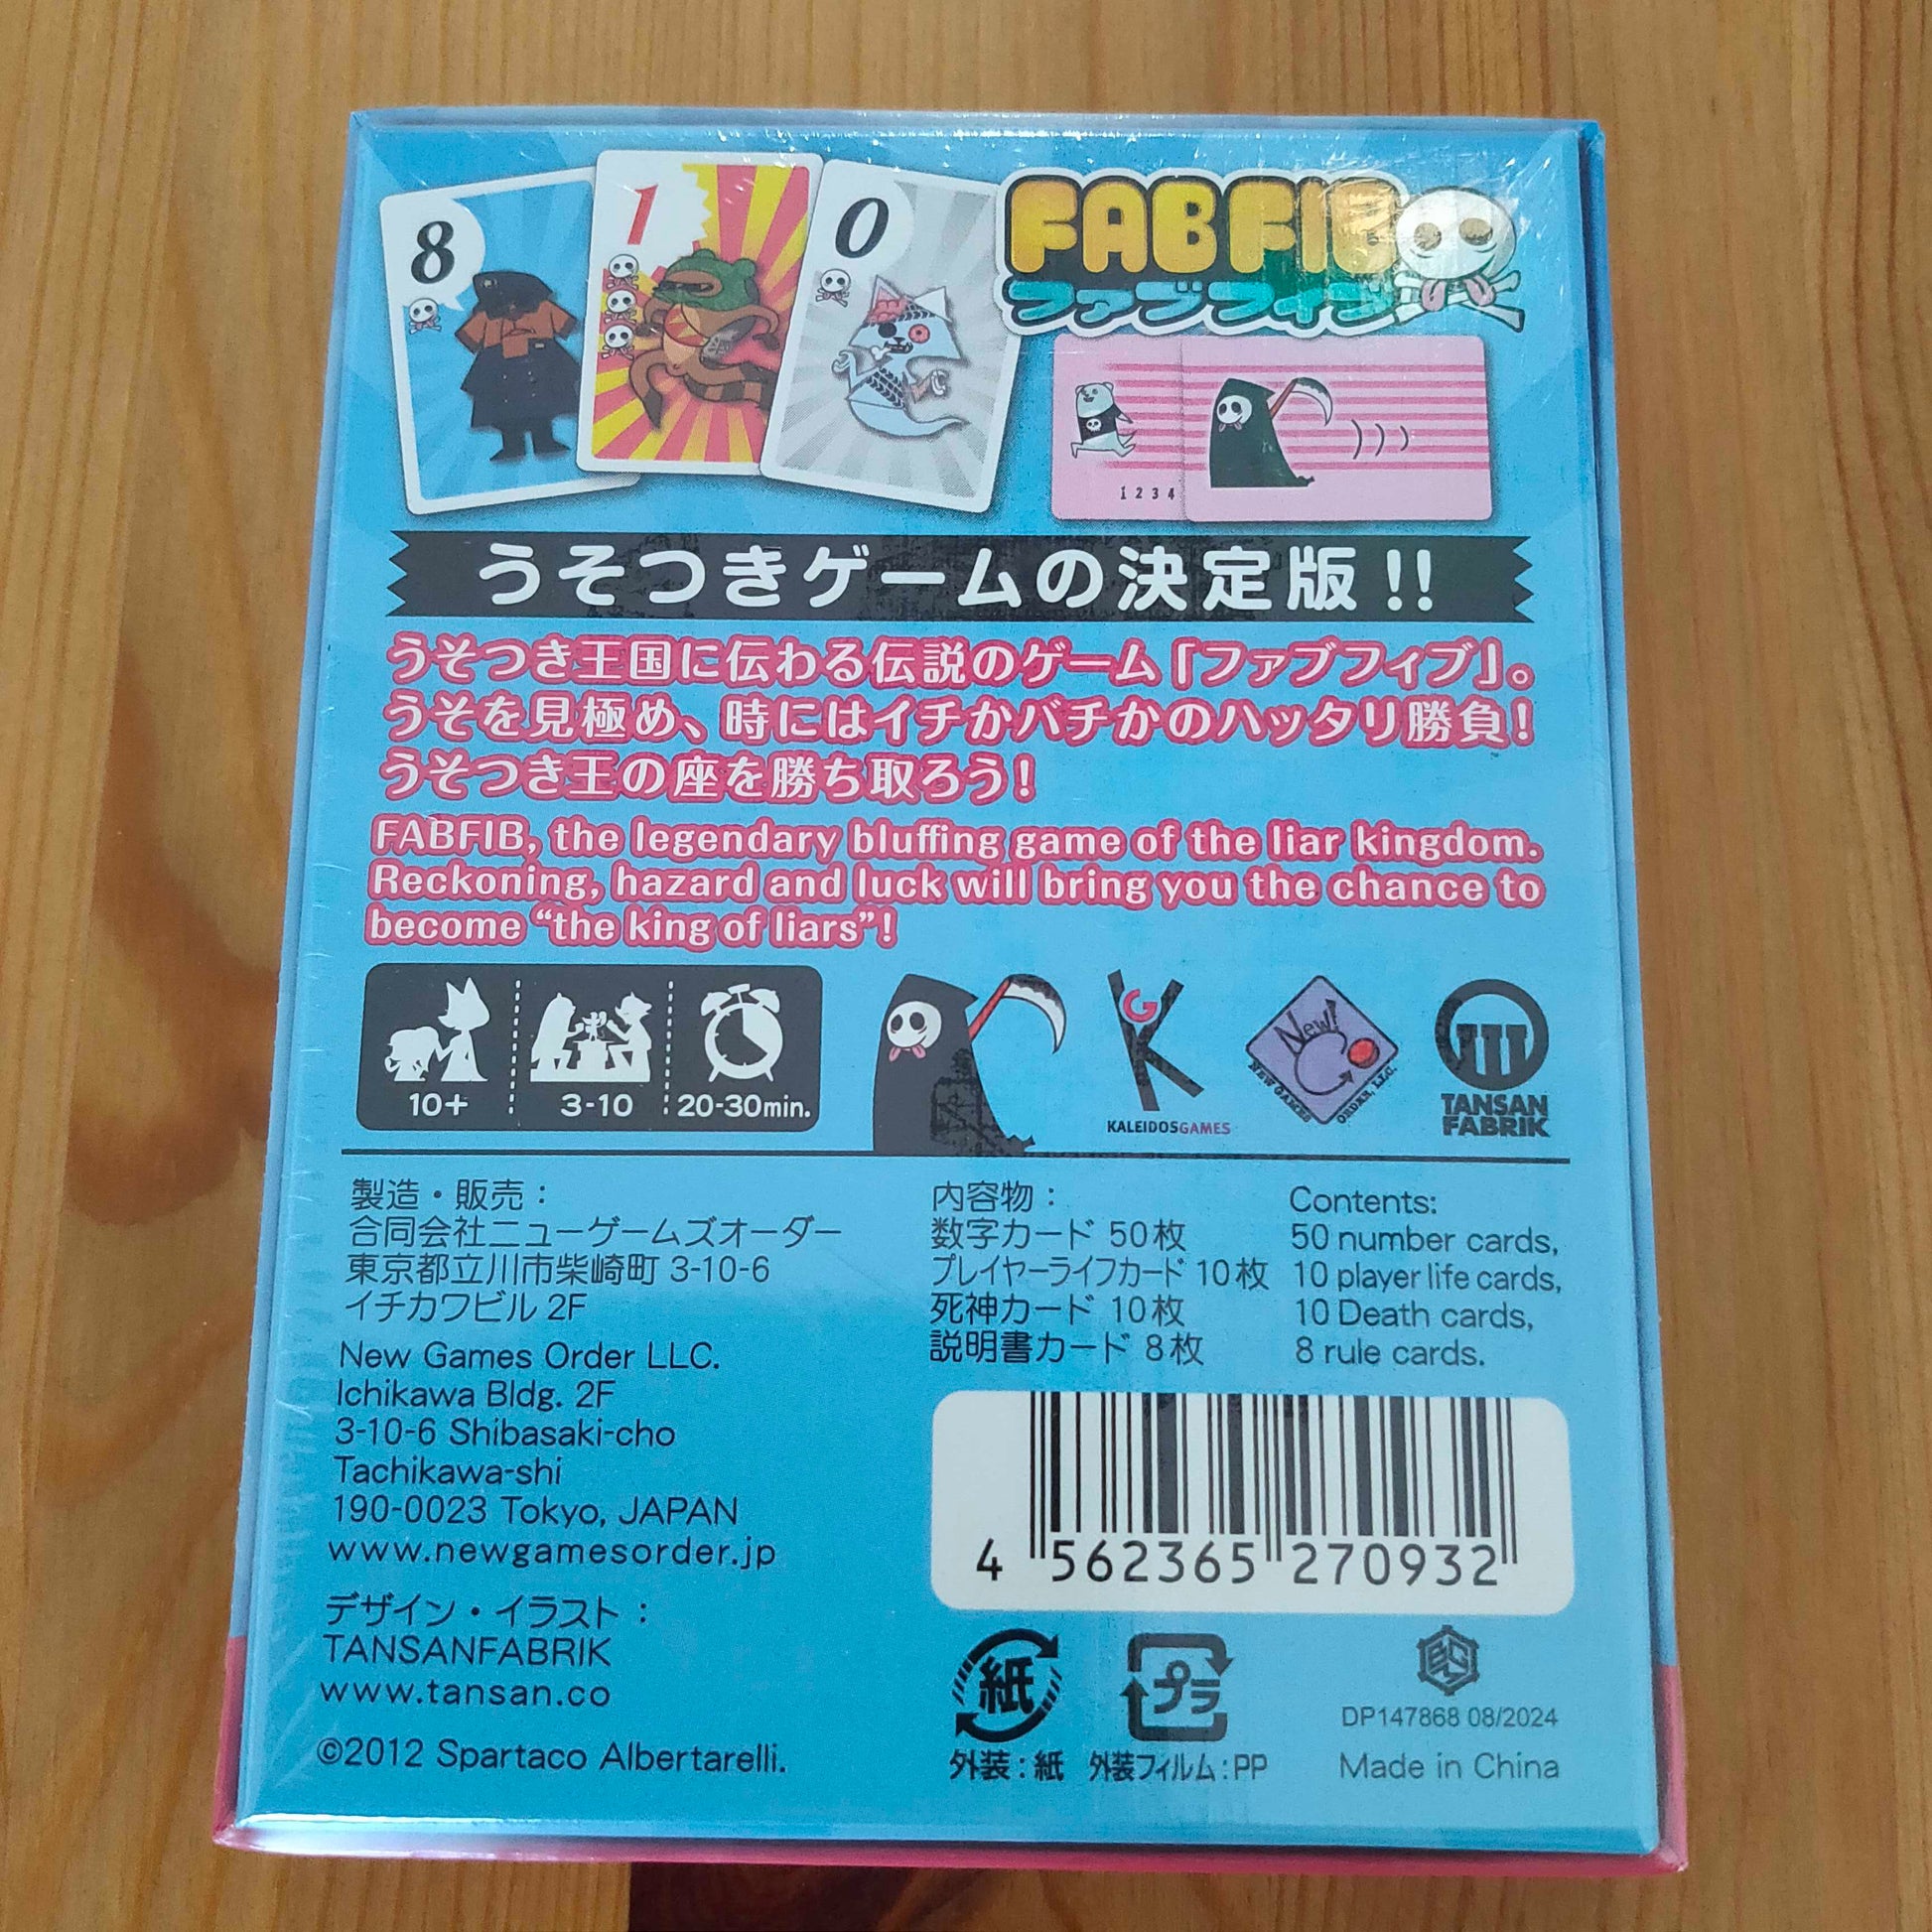 8
1
0
FABFIB
ファブフィブ
1 2 3 4
うそつきゲームの決定版!!
うそつき王国に伝わる伝説のゲーム「ファブフィブ」。
うそを見極め、時にはイチかバチかのハッタリ勝負!
うそつき王の座を勝ち取ろう!
FABFIB, the legendary bluffing game of the liar kingdom.
Reckoning, hazard and luck will bring you the chance to
become “the king of liars”!
10+
3-10
20-30min.
GK
KALEIDOSGAMES
New!
NEW GAMES ORDER, LLC.
TANSAN
FABRIK
製造・販売：
合同会社ニューゲームズオーダー
東京都立川市柴崎町 3-10-6
イチカワビル 2F
New Games Order LLC.
Ichikawa Bldg. 2F
3-10-6 Shibasaki-cho
Tachikawa-shi
190-0023 Tokyo, JAPAN
www.newgamesorder.jp
デザイン・イラスト：
TANSANFABRIK
www.tansan.co
©2012 Spartaco Albertarelli.
内容物：
数字カード 50枚
プレイヤーライフカード 10枚
死神カード 10枚
説明書カード 8枚
Contents:
50 number cards,
10 player life cards,
10 Death cards,
8 rule cards.
4 562365 270932
紙
外装：紙
プラ
外装フィルム：PP
DP147868 08/2024
Made in China